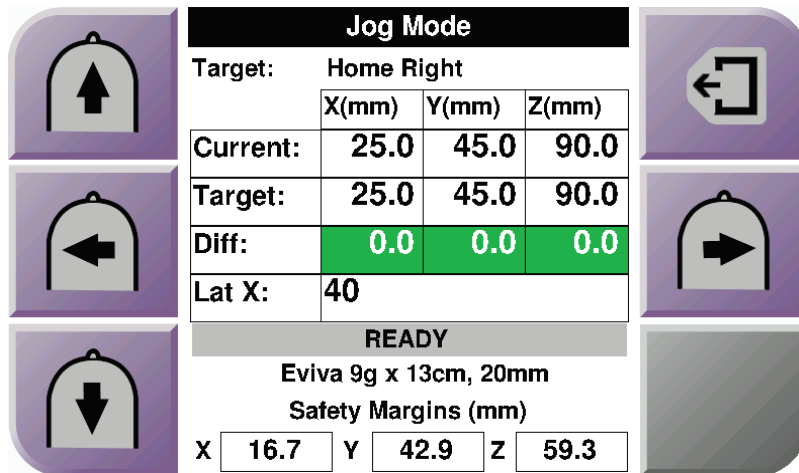 Jog Mode
Target: Home Right
X(mm) Y(mm) Z(mm)
Current: 25.0 45.0 90.0
Target: 25.0 45.0 90.0
Diff: 0.0 0.0 0.0
Lat X: 40
READY
Eviva 9g x 13cm, 20mm
Safety Margins (mm)
X 16.7 Y 42.9 Z 59.3